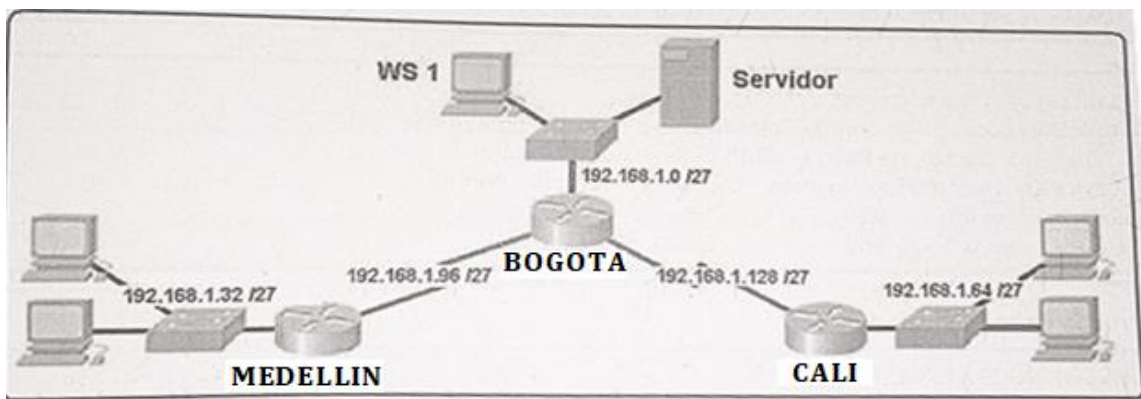 WS 1
Servidor
192.168.1.0 /27
BOGOTA
192.168.1.96 /27
192.168.1.128 /27
192.168.1.32 /27
192.168.1.64 /27
MEDELLIN
CALI